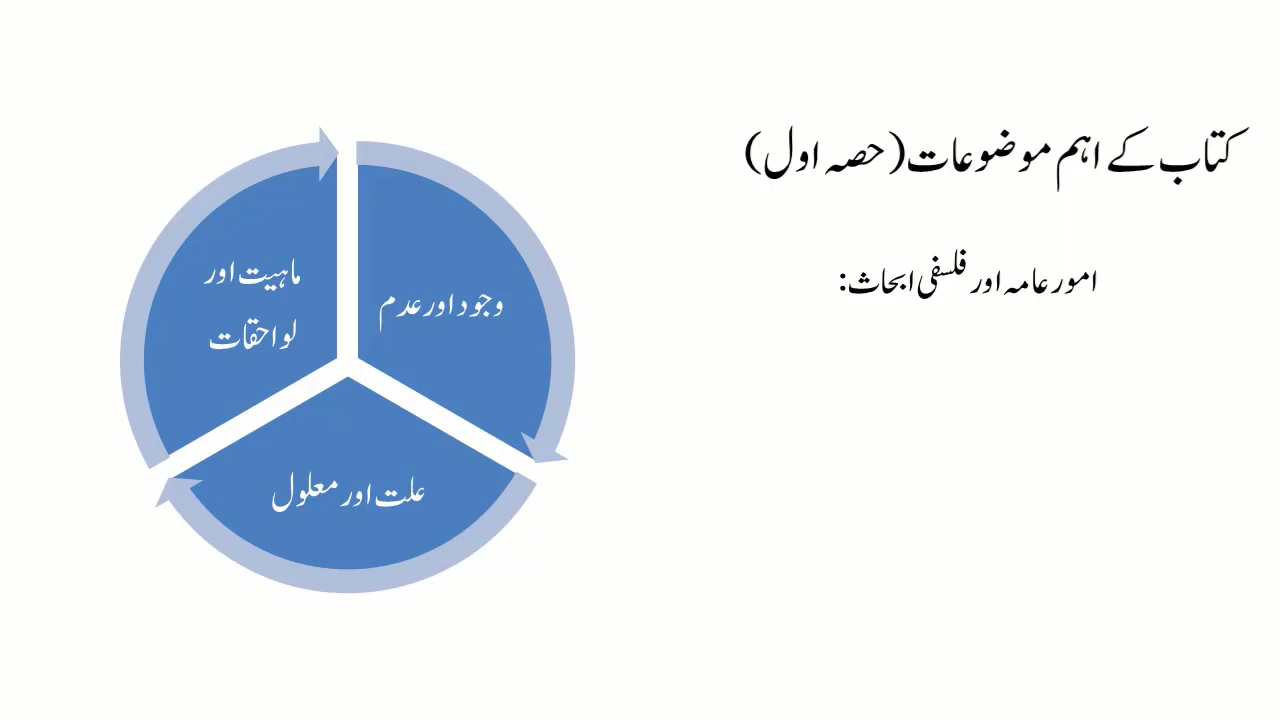 کتاب کے اہم موضوعات (حصہ اول)
امور عامہ اور فلسفی ابحاث:
وجود اور عدم
علت اور معلول
ماہیت اور
لواحقات